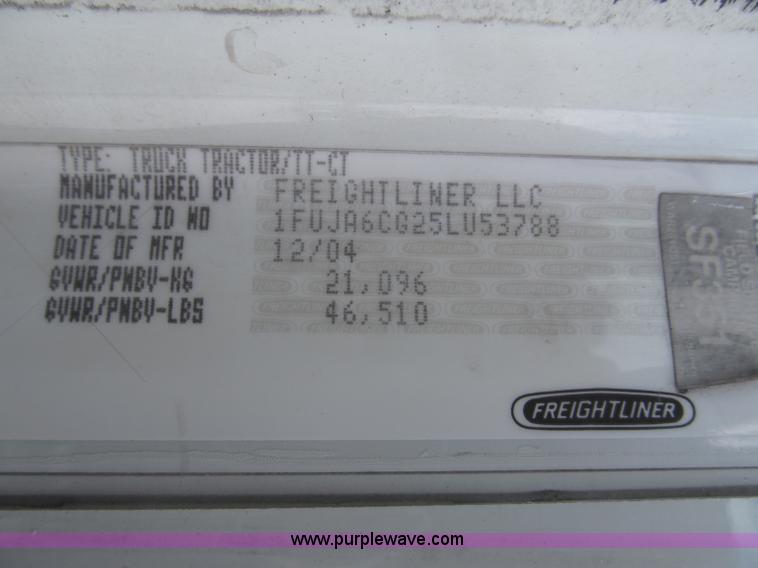 TYPE: TRUCK TRACTOR/TT-CT
MANUFACTURED BY FREIGHTLINER LLC
VEHICLE ID NO 1FUJA6CG25LU53788
DATE OF MFR 12/04
GVWR/PNBV-KG 21,096
GVWR/PNBV-LBS 46,510
SF351
FREIGHTLINER
www.purplewave.com